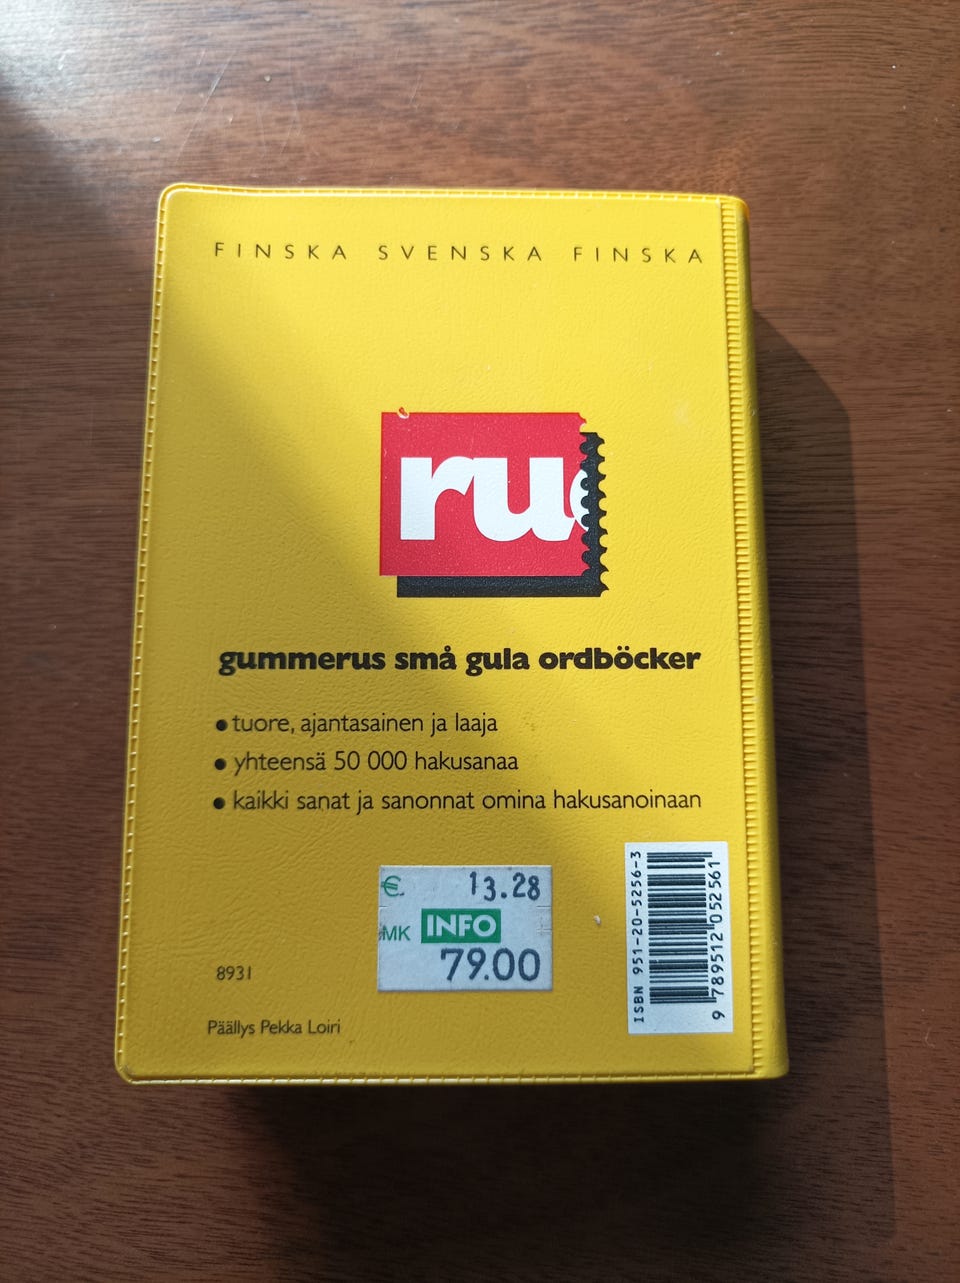 FINSKA SVENSKA FINSKA
ru
gummerus små gula ordböcker
● tuore, ajantasainen ja laaja
● yhteensä 50 000 hakusanaa
● kaikki sanat ja sanonnat omina hakusanoinaan
€ 13.28
MK INFO
79.00
8931
Päällys Pekka Loiri
ISBN 951-20-5256-3
9 789512 052561